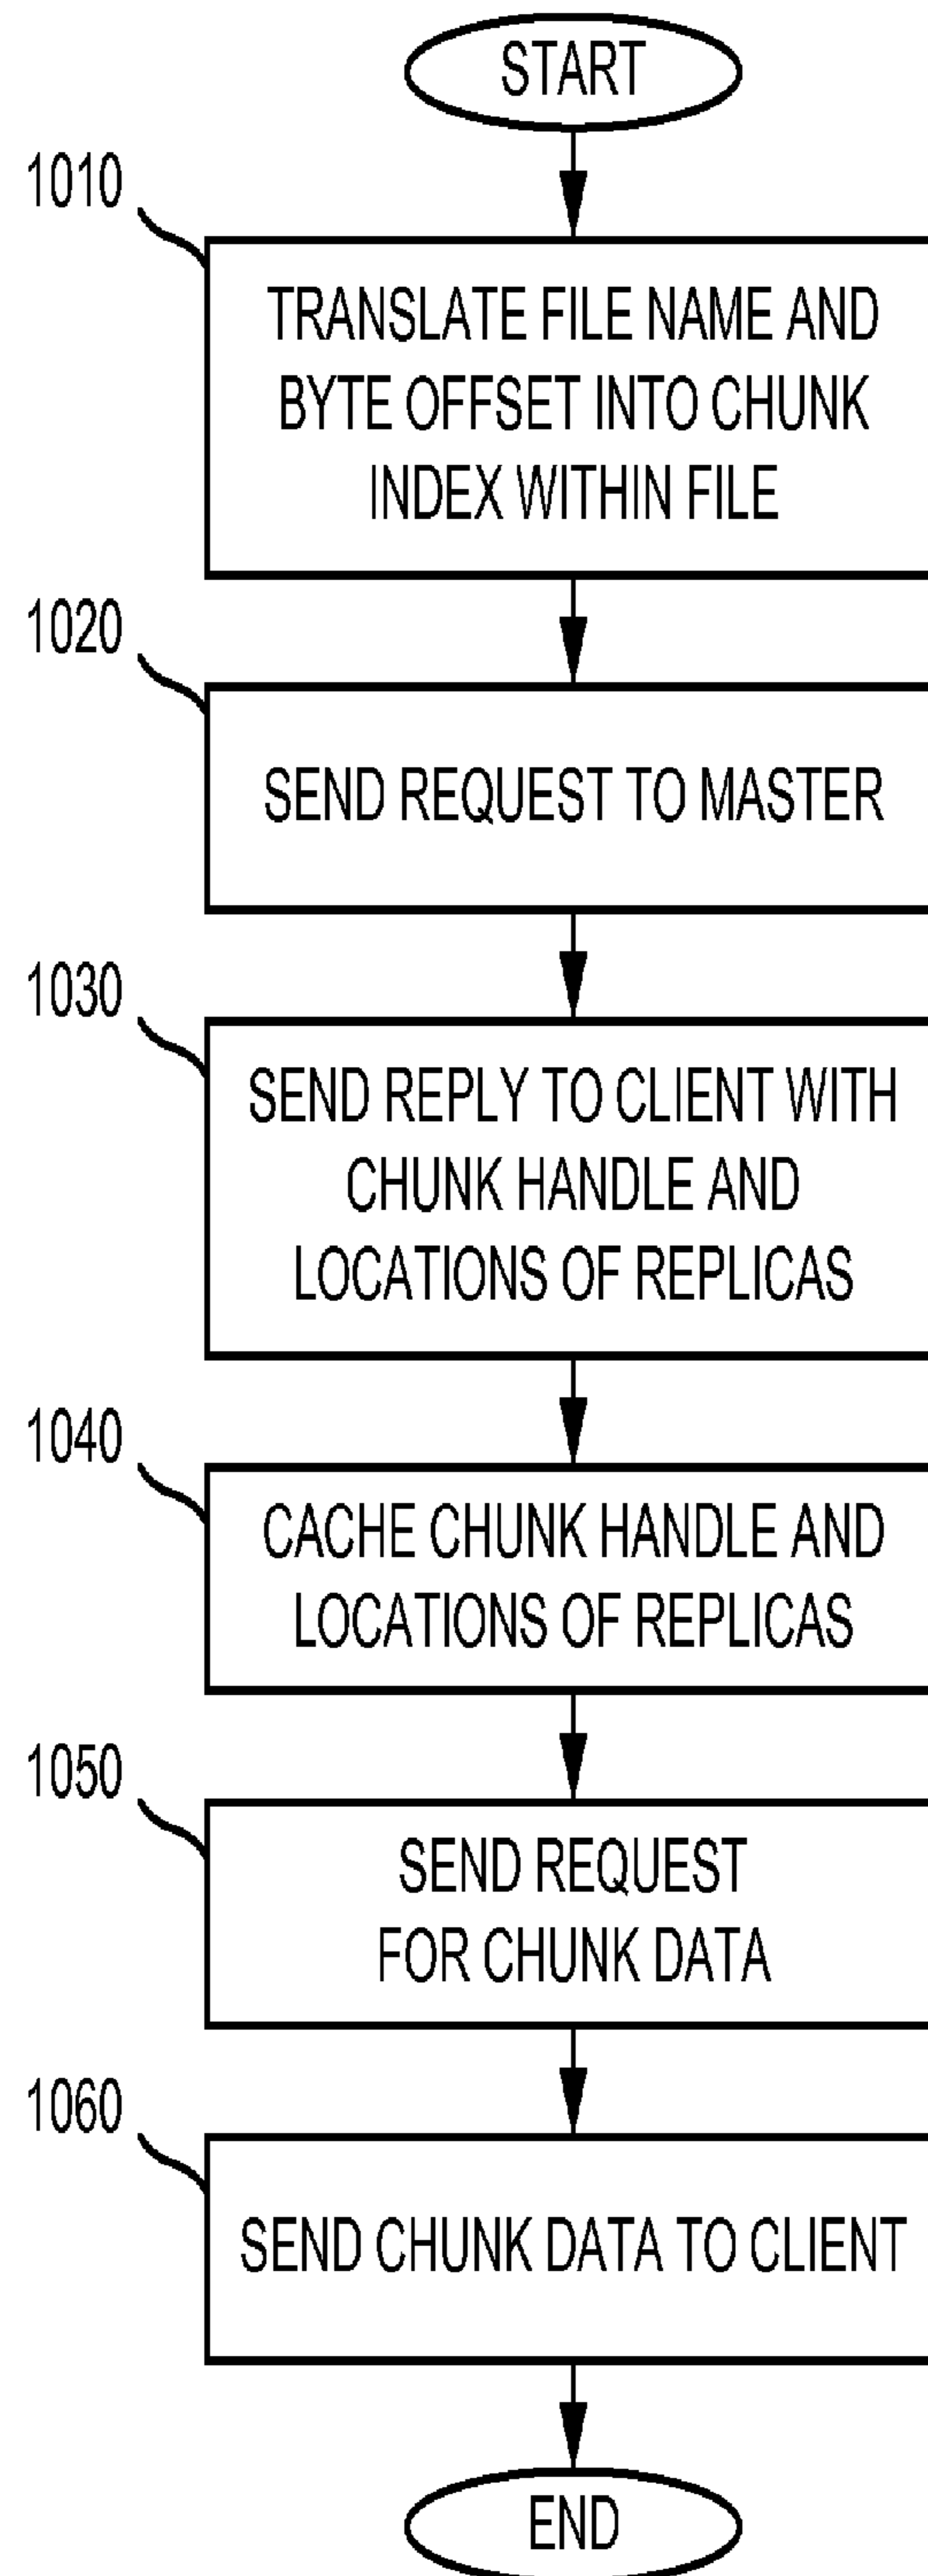 START
1010
TRANSLATE FILE NAME AND
BYTE OFFSET INTO CHUNK
INDEX WITHIN FILE
1020
SEND REQUEST TO MASTER
1030
SEND REPLY TO CLIENT WITH
CHUNK HANDLE AND
LOCATIONS OF REPLICAS
1040
CACHE CHUNK HANDLE AND
LOCATIONS OF REPLICAS
1050
SEND REQUEST
FOR CHUNK DATA
1060
SEND CHUNK DATA TO CLIENT
END